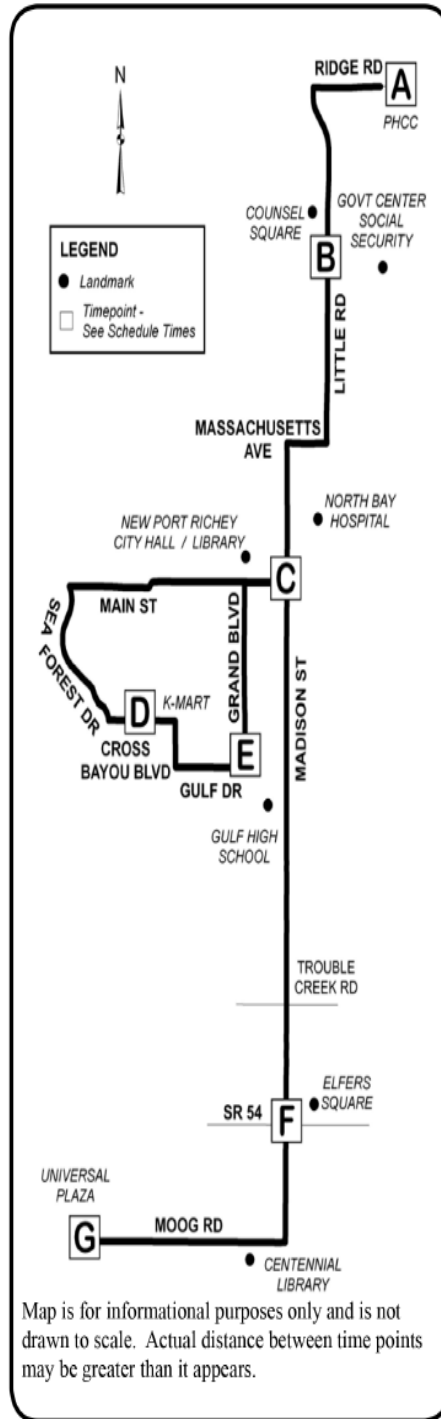 RIDGE RD
A
PHCC
N
COUNSEL
SQUARE
GOVT CENTER
SOCIAL
SECURITY
B
LEGEND
Landmark
Timepoint -
See Schedule Times
LITTLE RD
MASSACHUSETTS
AVE
NORTH BAY
HOSPITAL
NEW PORT RICHEY
CITY HALL / LIBRARY
C
MAIN ST
SEA FOREST DR
GRAND BLVD
MADISON ST
D
K-MART
CROSS
BAYOU BLVD
E
GULF DR
GULF HIGH
SCHOOL
TROUBLE
CREEK RD
ELFERS
SQUARE
SR 54
F
UNIVERSAL
PLAZA
G
MOOG RD
CENTENNIAL
LIBRARY
Map is for informational purposes only and is not
drawn to scale. Actual distance between time points
may be greater than it appears.